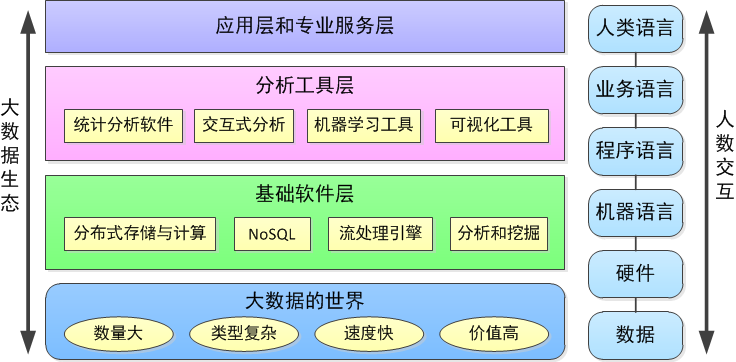 大数据生态
应用层和专业服务层
分析工具层
统计分析软件
交互式分析
机器学习工具
可视化工具
基础软件层
分布式存储与计算
NoSQL
流处理引擎
分析和挖掘
大数据的世界
数量大
类型复杂
速度快
价值高
人类语言
业务语言
程序语言
机器语言
硬件
数据
人数交互